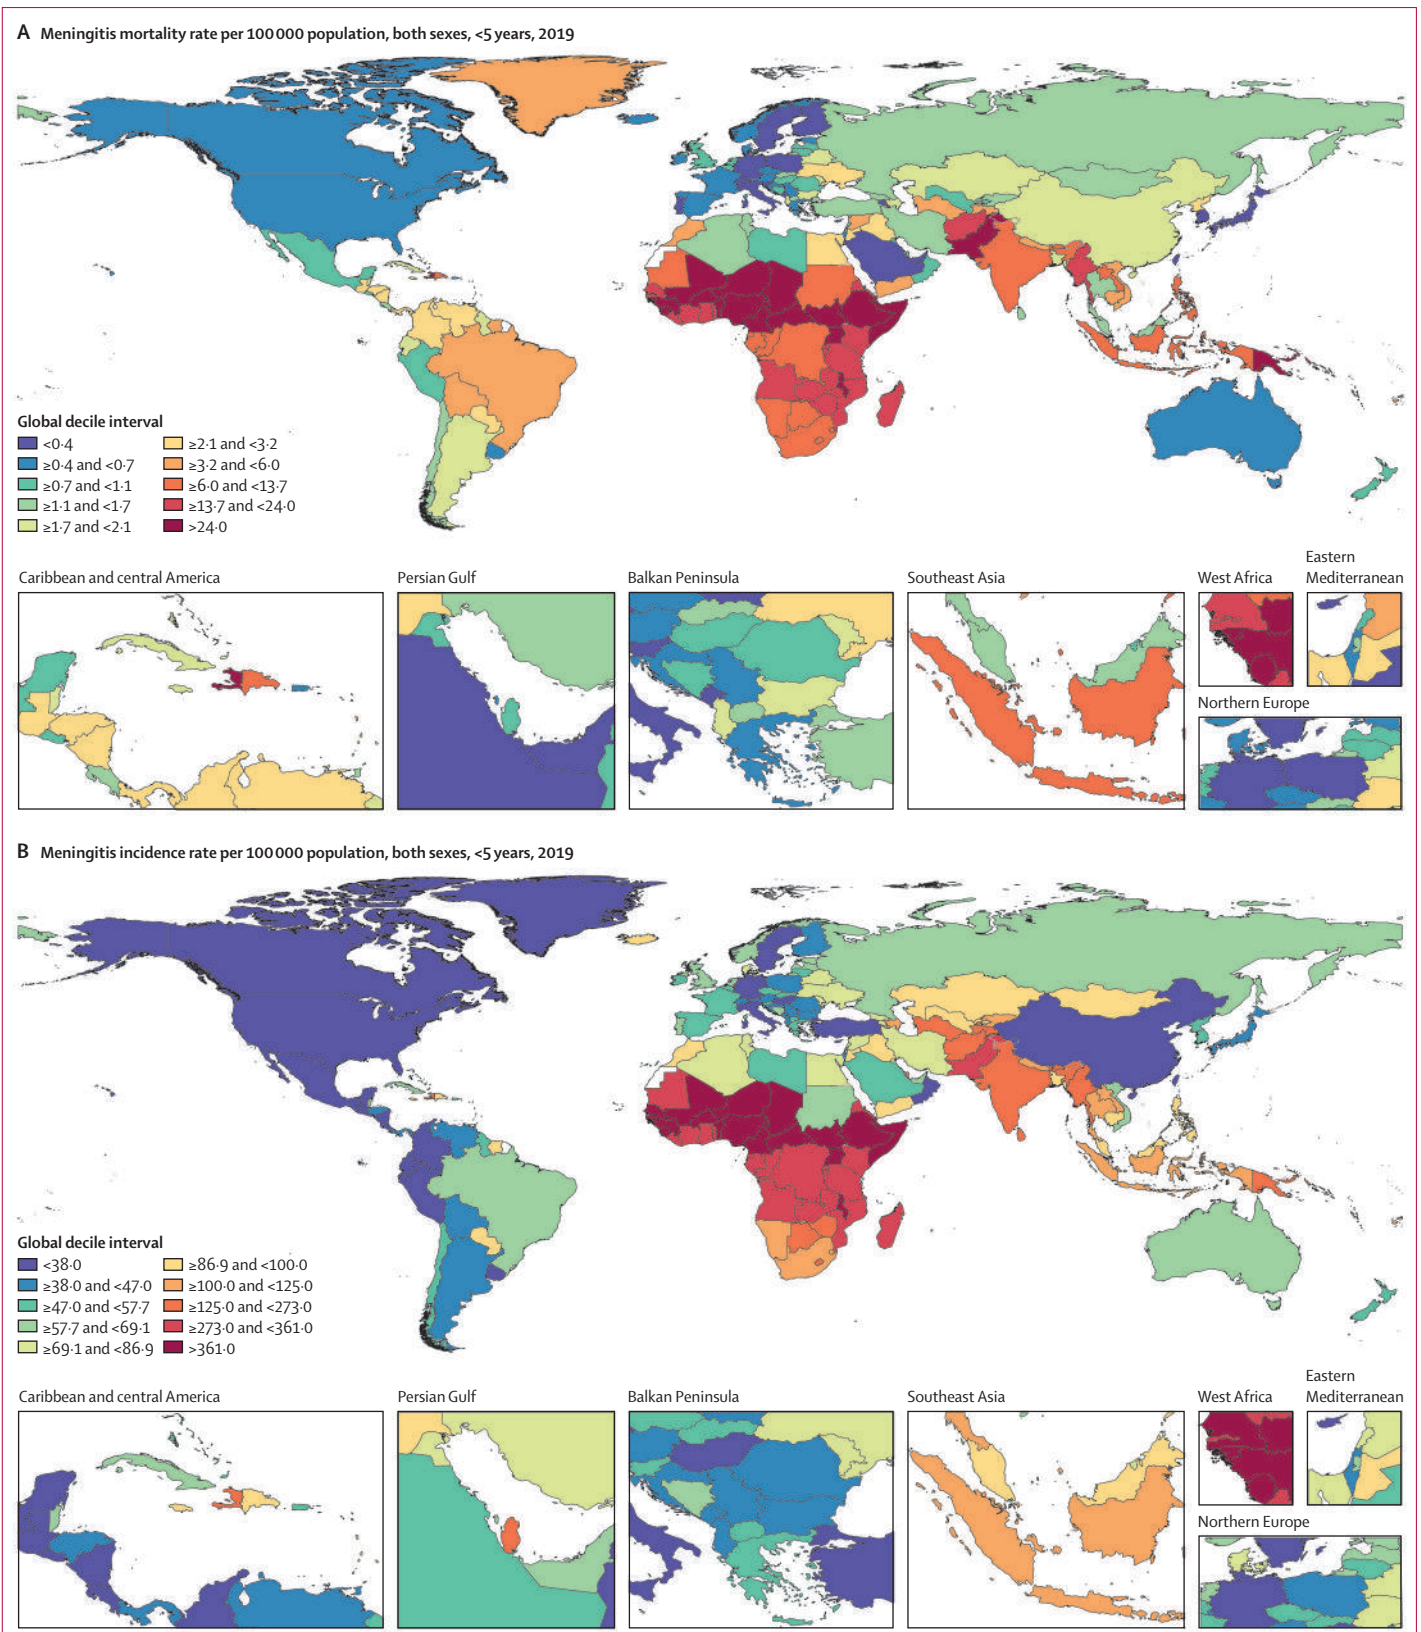 A Meningitis mortality rate per 100 000 population, both sexes, <5 years, 2019
Global decile interval
<0·4
≥0·4 and <0·7
≥0·7 and <1·1
≥1·1 and <1·7
≥1·7 and <2·1
≥2·1 and <3·2
≥3·2 and <6·0
≥6·0 and <13·7
≥13·7 and <24·0
>24·0
Caribbean and central America
Persian Gulf
Balkan Peninsula
Southeast Asia
West Africa
Eastern
Mediterranean
Northern Europe
B Meningitis incidence rate per 100 000 population, both sexes, <5 years, 2019
Global decile interval
<38·0
≥38·0 and <47·0
≥47·0 and <57·7
≥57·7 and <69·1
≥69·1 and <86·9
≥86·9 and <100·0
≥100·0 and <125·0
≥125·0 and <273·0
≥273·0 and <361·0
>361·0
Caribbean and central America
Persian Gulf
Balkan Peninsula
Southeast Asia
West Africa
Eastern
Mediterranean
Northern Europe